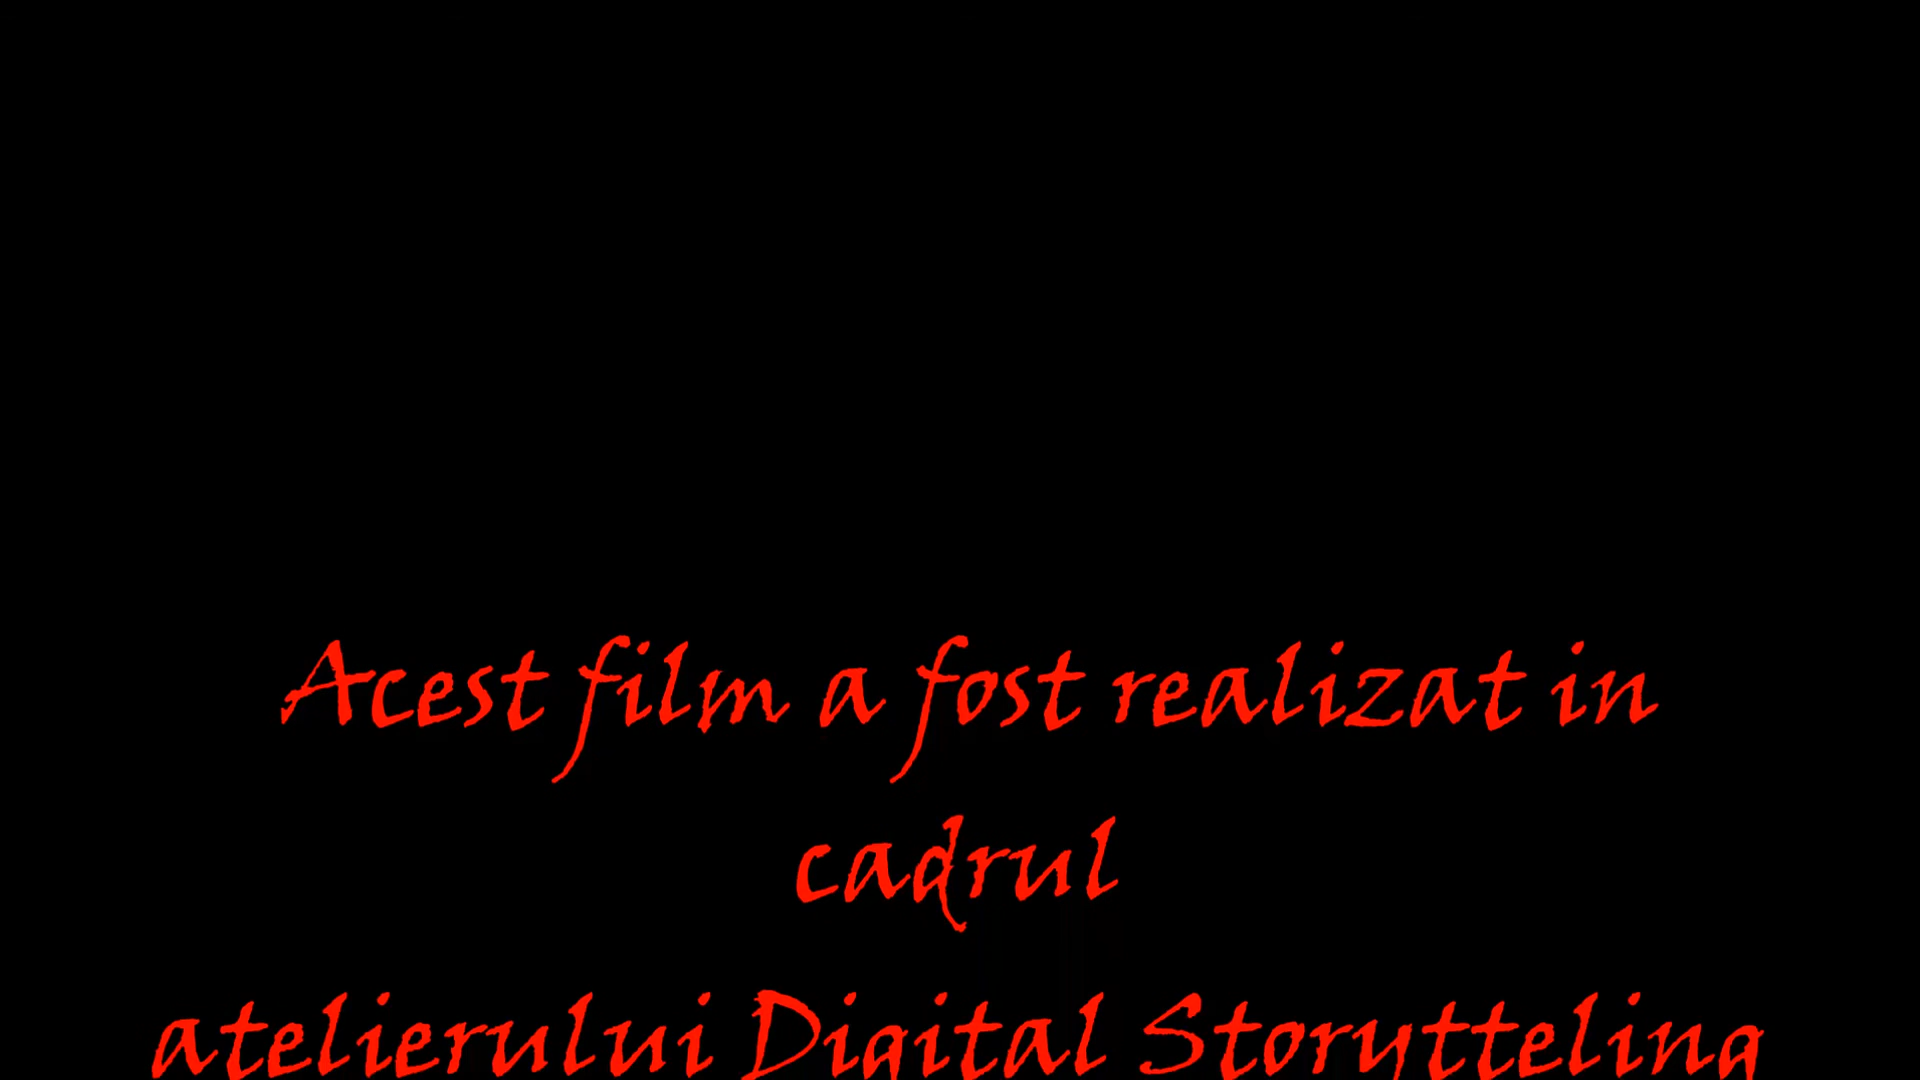 Acest film a fost realizat in
cadrul
atelierului Digital Storytteling